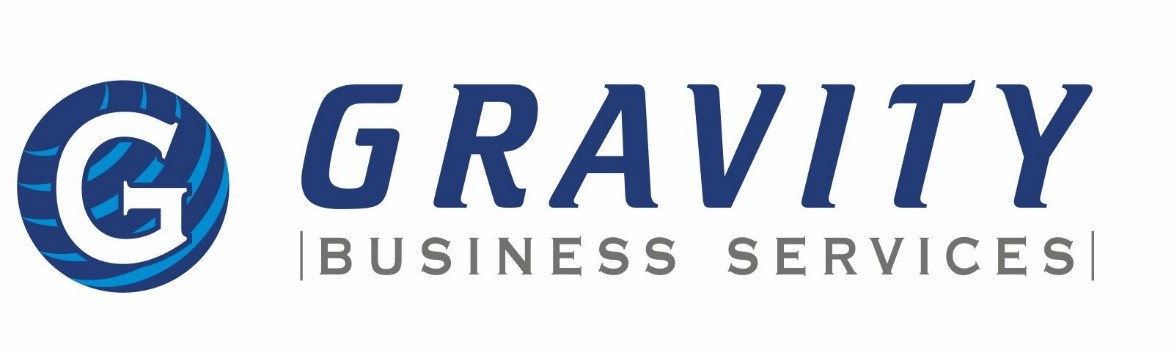 G
GRAVITY
|BUSINESS SERVICES|